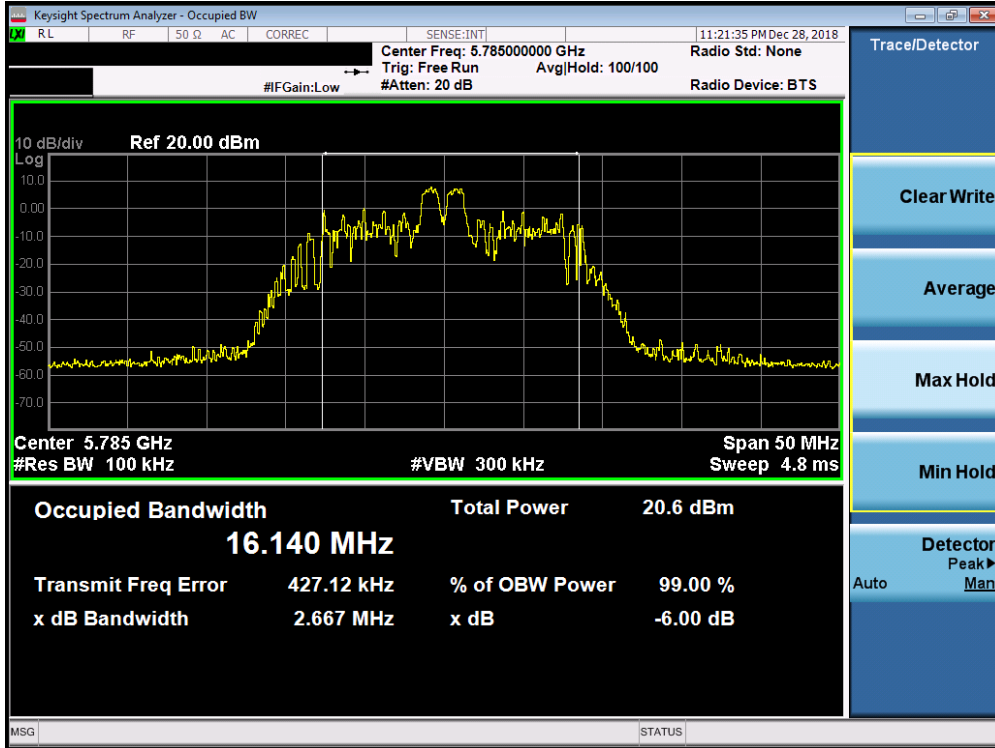 Keysight Spectrum Analyzer - Occupied BW
LXI RL RF 50 Ω AC CORREC SENSE:INT 11:21:35 PM Dec 28, 2018
Center Freq: 5.785000000 GHz Radio Std: None
Trig: Free Run Avg|Hold: 100/100
#IFGain:Low #Atten: 20 dB Radio Device: BTS
10 dB/div Ref 20.00 dBm
Log
10.0
0.00
-10.0
-20.0
-30.0
-40.0
-50.0
-60.0
-70.0
Center 5.785 GHz Span 50 MHz
#Res BW 100 kHz #VBW 300 kHz Sweep 4.8 ms
Occupied Bandwidth Total Power 20.6 dBm
16.140 MHz
Transmit Freq Error 427.12 kHz % of OBW Power 99.00 %
x dB Bandwidth 2.667 MHz x dB -6.00 dB
MSG STATUS
Trace/Detector
Clear Write
Average
Max Hold
Min Hold
Detector
Peak▶
Auto Man